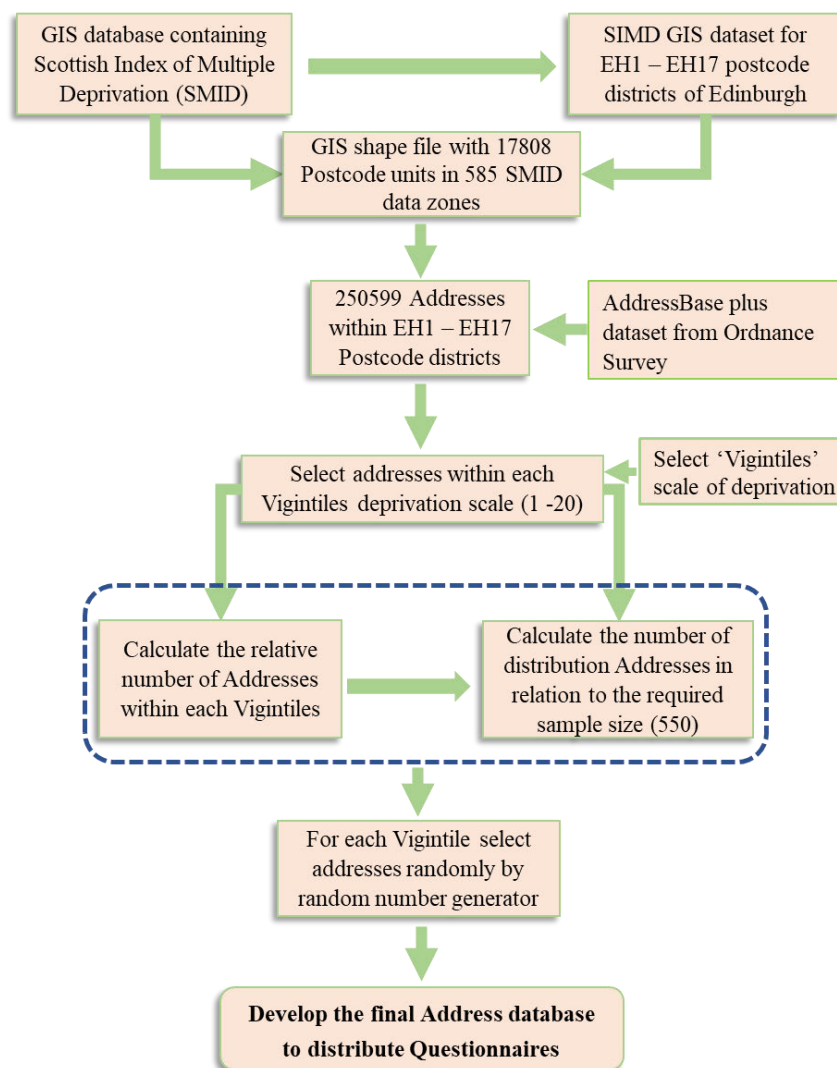 GIS database containing
Scottish Index of Multiple
Deprivation (SMID)
SIMD GIS dataset for
EH1 – EH17 postcode
districts of Edinburgh
GIS shape file with 17808
Postcode units in 585 SMID
data zones
250599 Addresses
within EH1 – EH17
Postcode districts
AddressBase plus
dataset from Ordnance
Survey
Select addresses within each
Vigintiles deprivation scale (1 -20)
Select ‘Vigintiles’
scale of deprivation
Calculate the relative
number of Addresses
within each Vigintiles
Calculate the number of
distribution Addresses in
relation to the required
sample size (550)
For each Vigintile select
addresses randomly by
random number generator
Develop the final Address database
to distribute Questionnaires